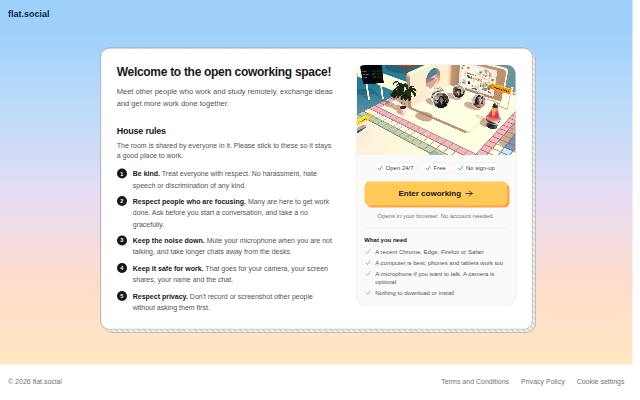 flat.social
Welcome to the open coworking space!
Meet other people who work and study remotely, exchange ideas
and get more work done together.
House rules
The room is shared by everyone in it. Please stick to these so it stays
a good place to work.
1 Be kind. Treat everyone with respect. No harassment, hate
speech or discrimination of any kind.
2 Respect people who are focusing. Many are here to get work
done. Ask before you start a conversation, and take a no
gracefully.
3 Keep the noise down. Mute your microphone when you are not
talking, and take longer chats away from the desks.
4 Keep it safe for work. That goes for your camera, your screen
shares, your name and the chat.
5 Respect privacy. Don't record or screenshot other people
without asking them first.
Open 24/7 Free No sign-up
Enter coworking →
Opens in your browser. No account needed.
What you need
A recent Chrome, Edge, Firefox or Safari
A computer is best, phones and tablets work too
A microphone if you want to talk. A camera is
optional
Nothing to download or install
© 2026 flat.social
Terms and Conditions Privacy Policy Cookie settings